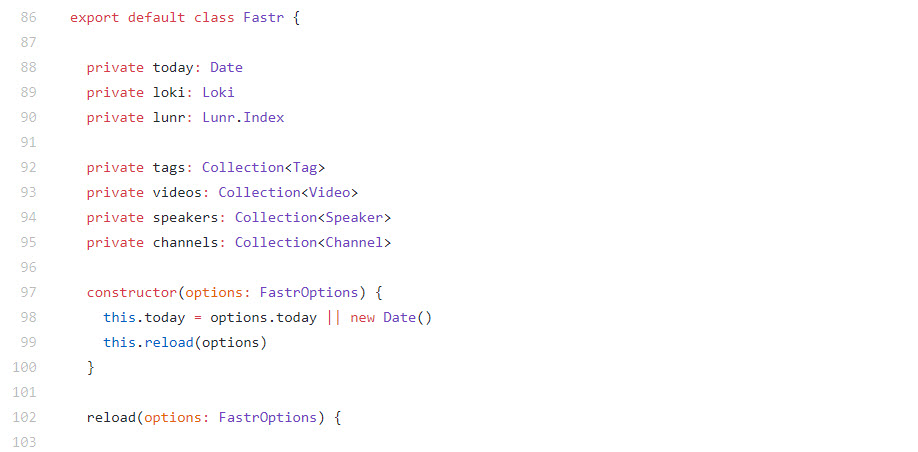 86 export default class Fastr {
87
88 private today: Date
89 private loki: Loki
90 private lunr: Lunr.Index
91
92 private tags: Collection<Tag>
93 private videos: Collection<Video>
94 private speakers: Collection<Speaker>
95 private channels: Collection<Channel>
96
97 constructor(options: FastrOptions) {
98 this.today = options.today || new Date()
99 this.reload(options)
100 }
101
102 reload(options: FastrOptions) {
103